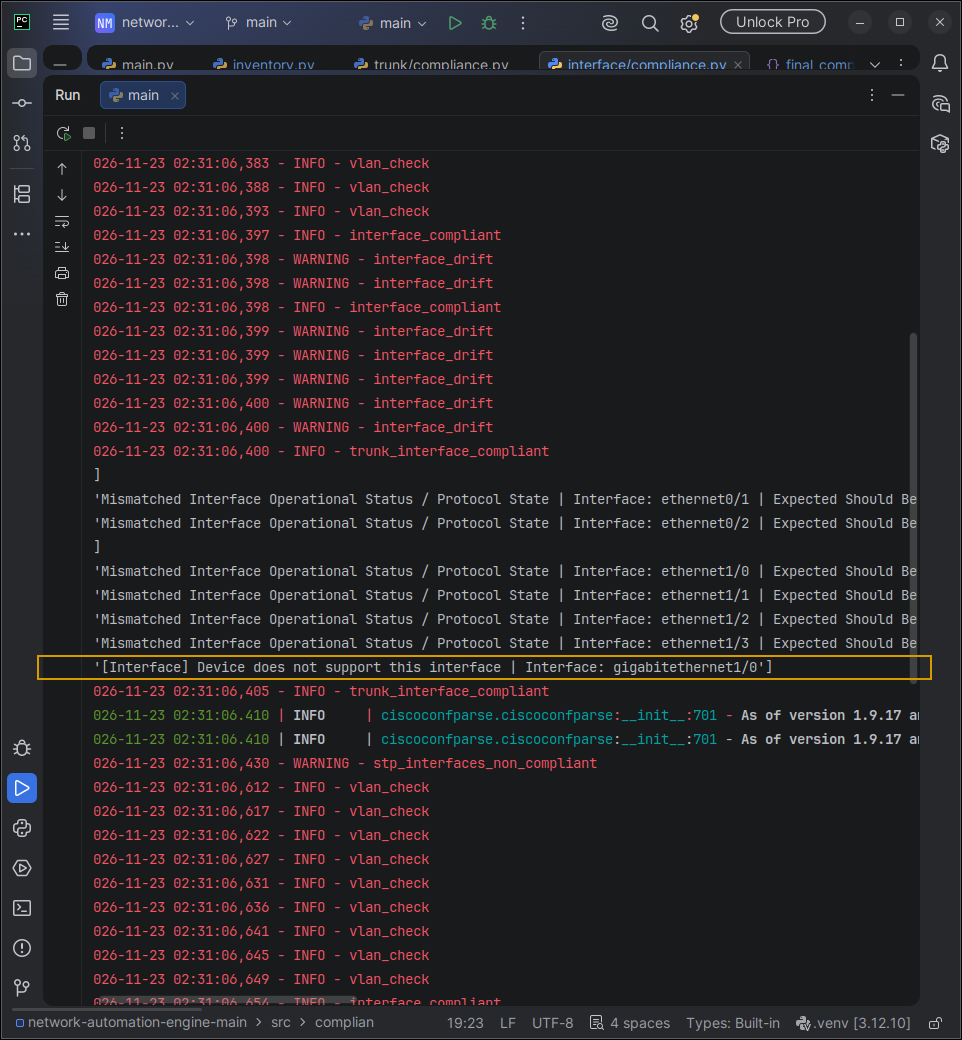 PC
NM networ... main main Unlock Pro
main.py inventory.py trunk/compliance.py interface/compliance.py {} final_comp
Run main
026-11-23 02:31:06,383 - INFO - vlan_check
026-11-23 02:31:06,388 - INFO - vlan_check
026-11-23 02:31:06,393 - INFO - vlan_check
026-11-23 02:31:06,397 - INFO - interface_compliant
026-11-23 02:31:06,398 - WARNING - interface_drift
026-11-23 02:31:06,398 - WARNING - interface_drift
026-11-23 02:31:06,398 - INFO - interface_compliant
026-11-23 02:31:06,399 - WARNING - interface_drift
026-11-23 02:31:06,399 - WARNING - interface_drift
026-11-23 02:31:06,399 - WARNING - interface_drift
026-11-23 02:31:06,400 - WARNING - interface_drift
026-11-23 02:31:06,400 - WARNING - interface_drift
026-11-23 02:31:06,400 - INFO - trunk_interface_compliant
]
'Mismatched Interface Operational Status / Protocol State | Interface: ethernet0/1 | Expected Should Be
'Mismatched Interface Operational Status / Protocol State | Interface: ethernet0/2 | Expected Should Be
]
'Mismatched Interface Operational Status / Protocol State | Interface: ethernet1/0 | Expected Should Be
'Mismatched Interface Operational Status / Protocol State | Interface: ethernet1/1 | Expected Should Be
'Mismatched Interface Operational Status / Protocol State | Interface: ethernet1/2 | Expected Should Be
'Mismatched Interface Operational Status / Protocol State | Interface: ethernet1/3 | Expected Should Be
'[Interface] Device does not support this interface | Interface: gigabitethernet1/0']
026-11-23 02:31:06,405 - INFO - trunk_interface_compliant
026-11-23 02:31:06.410 | INFO | ciscoconfparse.ciscoconfparse:__init__:701 - As of version 1.9.17 an
026-11-23 02:31:06.410 | INFO | ciscoconfparse.ciscoconfparse:__init__:701 - As of version 1.9.17 an
026-11-23 02:31:06,430 - WARNING - stp_interfaces_non_compliant
026-11-23 02:31:06,612 - INFO - vlan_check
026-11-23 02:31:06,617 - INFO - vlan_check
026-11-23 02:31:06,622 - INFO - vlan_check
026-11-23 02:31:06,627 - INFO - vlan_check
026-11-23 02:31:06,631 - INFO - vlan_check
026-11-23 02:31:06,636 - INFO - vlan_check
026-11-23 02:31:06,641 - INFO - vlan_check
026-11-23 02:31:06,645 - INFO - vlan_check
026-11-23 02:31:06,649 - INFO - vlan_check
026-11-23 02:31:06,654 - INFO - interface_compliant
network-automation-engine-main > src > complian 19:23 LF UTF-8 4 spaces Types: Built-in .venv [3.12.10]